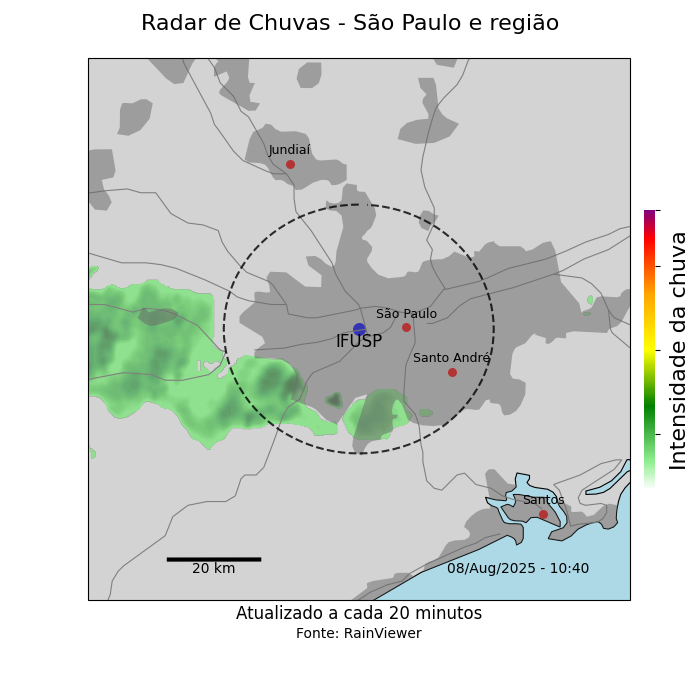 Radar de Chuvas - São Paulo e região
Jundiaí
São Paulo
IFUSP
Santo André
Santos
20 km
08/Aug/2025 - 10:40
Intensidade da chuva
Atualizado a cada 20 minutos
Fonte: RainViewer